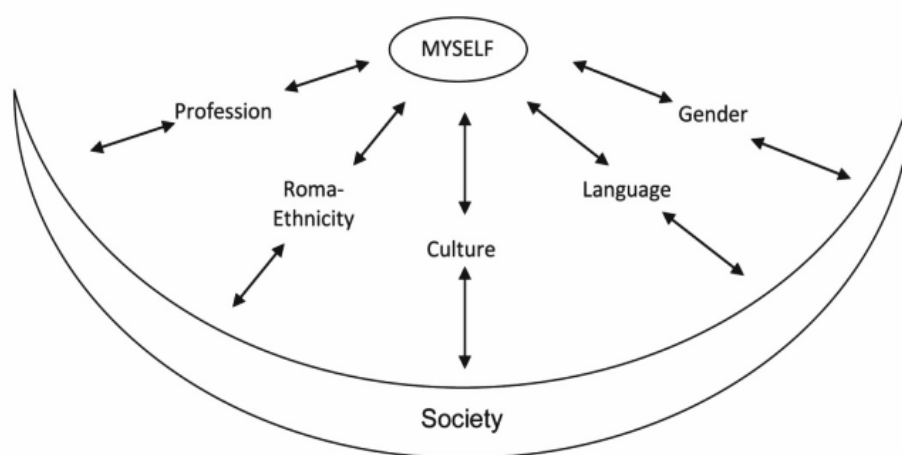 MYSELF
Profession
Gender
Roma-
Ethnicity
Language
Culture
Society